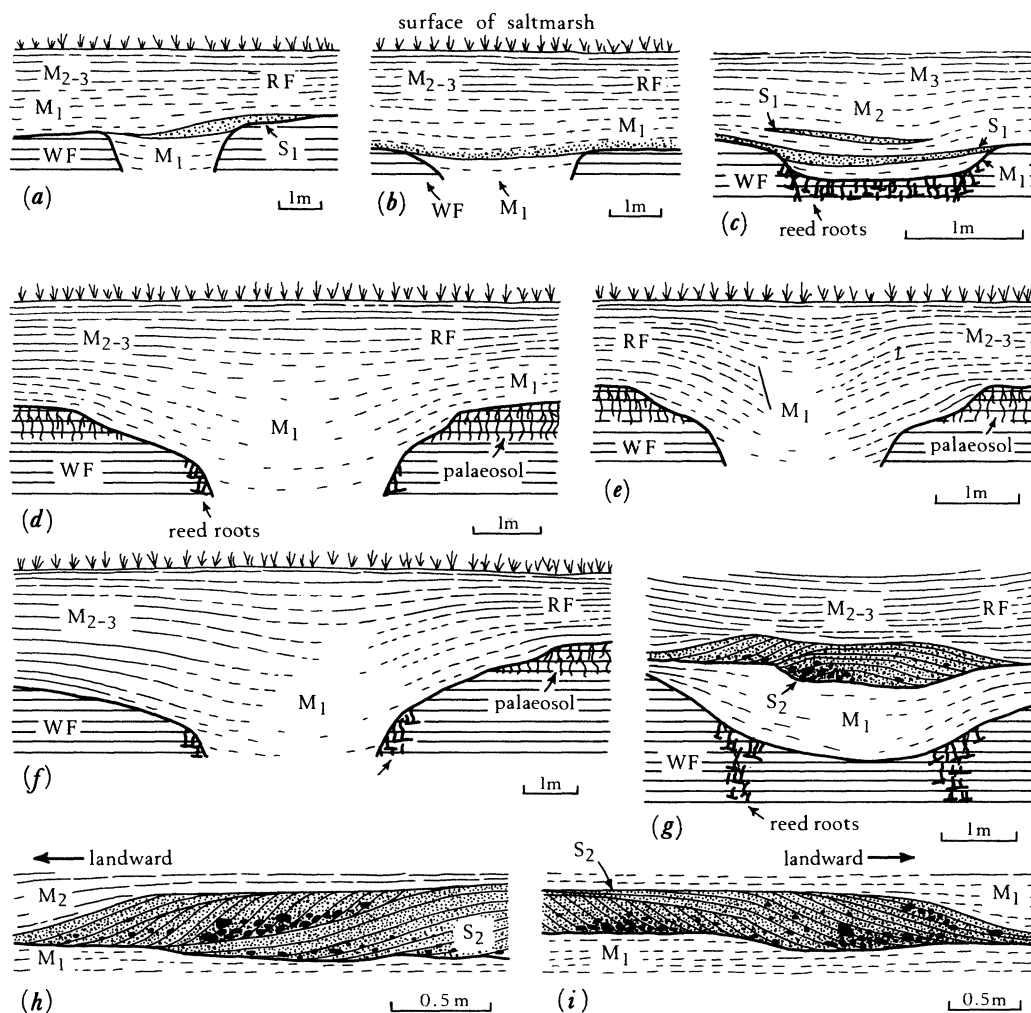 surface of saltmarsh
M2-3
RF
M1
WF
M1
S1
(a)
1m
M2-3
RF
M1
WF
M1
(b)
1m
M3
S1
M2
S1
WF
M1
reed roots
(c)
1m
M2-3
RF
M1
M1
WF
palaeosol
reed roots
(d)
1m
RF
M2-3
M1
WF
palaeosol
(e)
1m
M2-3
RF
M1
palaeosol
WF
(f)
1m
M2-3
RF
S2
M1
WF
reed roots
(g)
1m
landward
M2
S2
M1
(h)
0.5m
S2
landward
M1
M1
(i)
0.5m